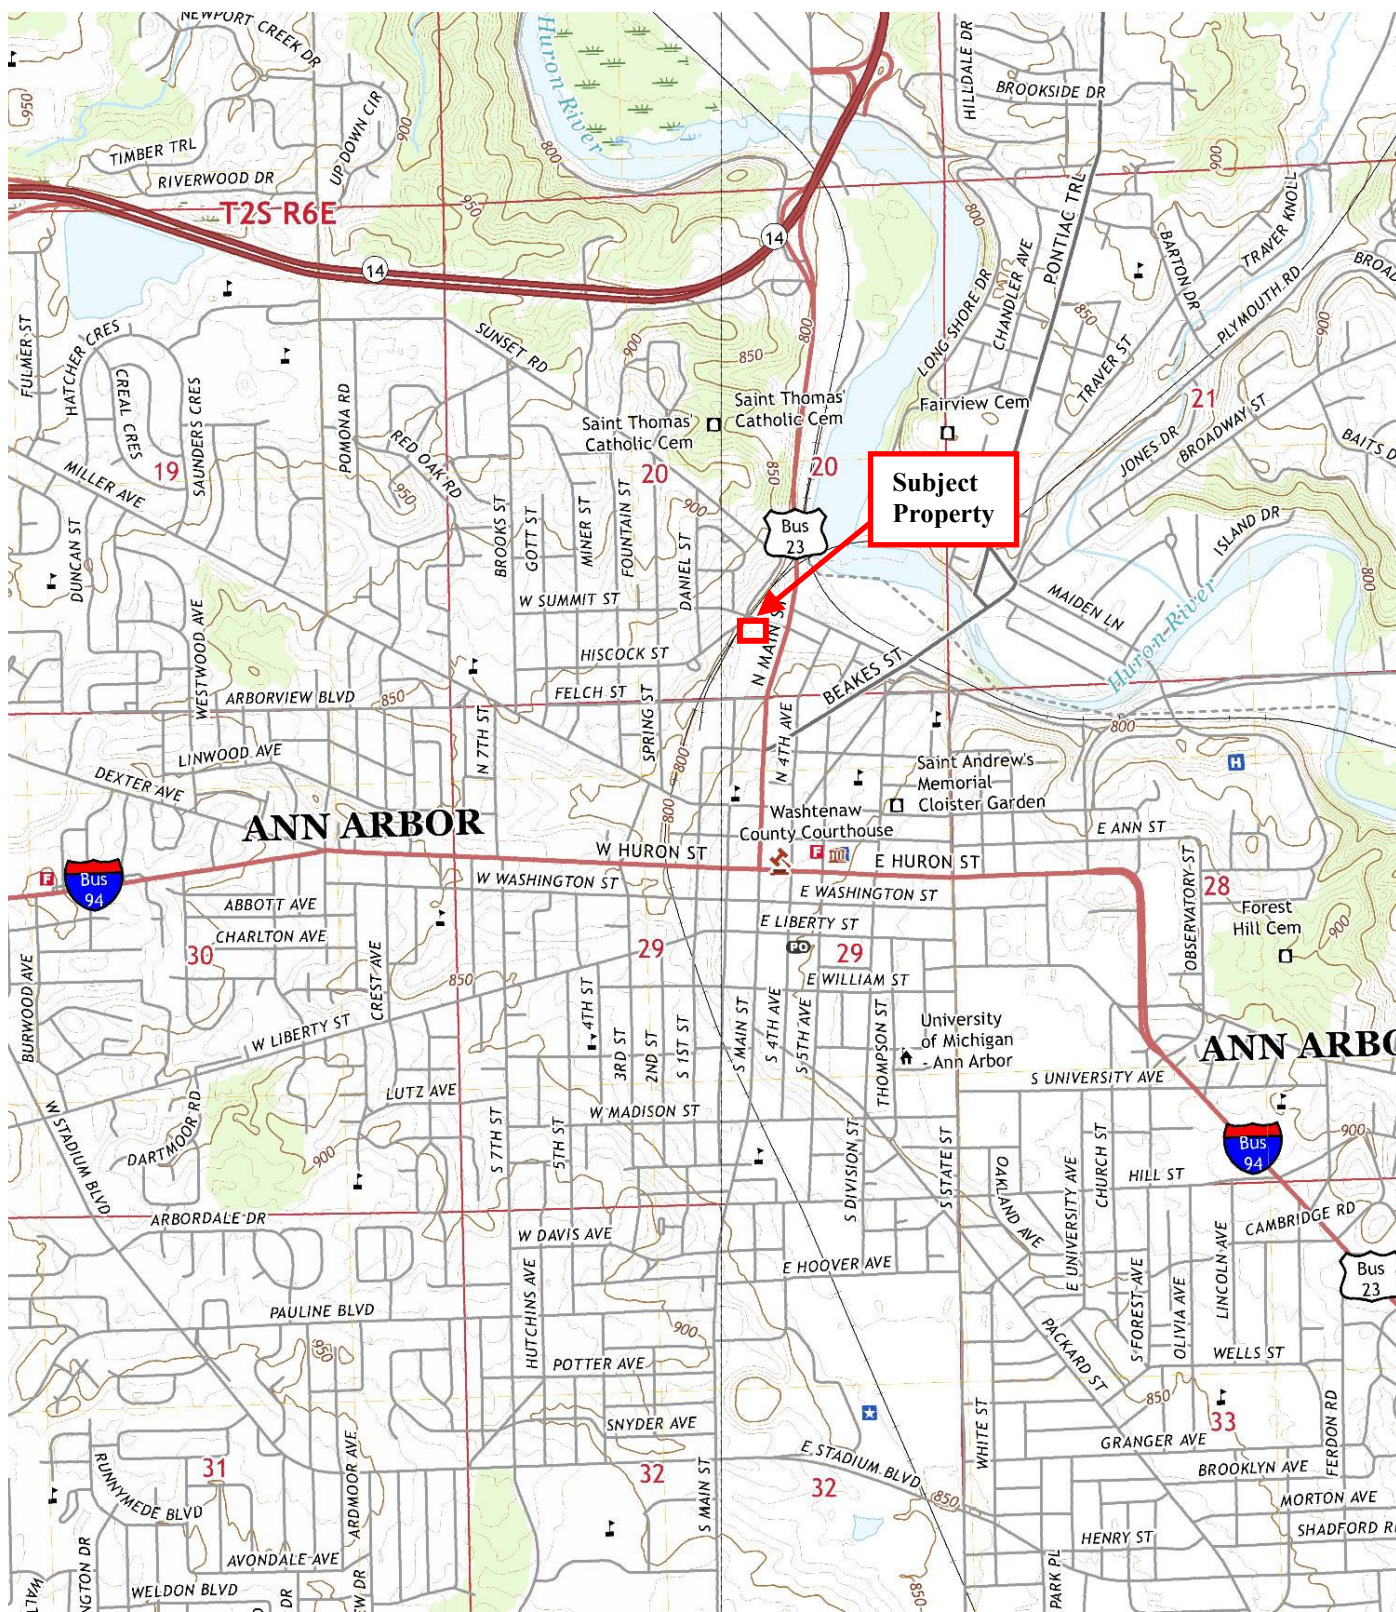 NEWPORT CREEK DR
950
Huron River
HILLDALE DR
BROOKSIDE DR
UP DOWN CIR
900
800
900
TIMBER TRL
RIVERWOOD DR
T2S R6E
950
800
PONTIAC TRL
TRAVER KNOLL
BARTON DR
BROAD
14
14
CHANDLER AVE
LONG SHORE DR
PLYMOUTH RD
850
900
FULMER ST
HATCHER CRES
CREAL CRES
SAUNDERS CRES
POMONA RD
SUNSET RD
900
850
800
TRAVER ST
Saint Thomas'
Catholic Cem
Saint Thomas'
Catholic Cem
Fairview Cem
21
RED OAK RD
JONES DR
BROADWAY ST
BAITS D
MILLER AVE
19
20
850
20
950
Subject
Property
900
Bus
23
DUNCAN ST
BROOKS ST
GOTT ST
MINER ST
FOUNTAIN ST
DANIEL ST
ISLAND DR
800
W SUMMIT ST
MAIDEN LN
Huron River
WESTWOOD AVE
HISCOCK ST
N MAIN ST
BEAKES ST
ARBORVIEW BLVD
850
FELCH ST
SPRING ST
N 7TH ST
N 4TH AVE
800
LINWOOD AVE
DEXTER AVE
800
800
Saint Andrew's
Memorial
Cloister Garden
H
Washtenaw
County Courthouse
ANN ARBOR
E ANN ST
W HURON ST
F
E HURON ST
F
Bus
94
W WASHINGTON ST
E WASHINGTON ST
OBSERVATORY ST
28
ABBOTT AVE
E LIBERTY ST
Forest
Hill Cem
900
CHARLTON AVE
30
29
PO
29
CREST AVE
850
E WILLIAM ST
BURWOOD AVE
W LIBERTY ST
4TH ST
3RD ST
2ND ST
S 1ST ST
S MAIN ST
S 4TH AVE
S 5TH AVE
THOMPSON ST
University
of Michigan
- Ann Arbor
ANN ARBO
S UNIVERSITY AVE
LUTZ AVE
W STADIUM BLVD
DARTMOOR RD
W MADISON ST
900
S 7TH ST
5TH ST
S DIVISION ST
S STATE ST
OAKLAND AVE
E UNIVERSITY AVE
CHURCH ST
HILL ST
Bus
94
900
ARBORDALE DR
W DAVIS AVE
CAMBRIDGE RD
E HOOVER AVE
Bus
23
PAULINE BLVD
HUTCHINS AVE
S FOREST AVE
OLIVIA AVE
LINCOLN AVE
850
900
POTTER AVE
PACKARD ST
WELLS ST
850
SNYDER AVE
33
WHITE ST
FERDON RD
GRANGER AVE
31
32
E STADIUM BLVD
32
850
BROOKLYN AVE
RUNNYMEDE BLVD
ARDMOOR AVE
S MAIN ST
MORTON AVE
SHADFORD R
HENRY ST
AVONDALE AVE
WELDON BLVD
NGTON DR
DR
EW DR
850
PARK PL